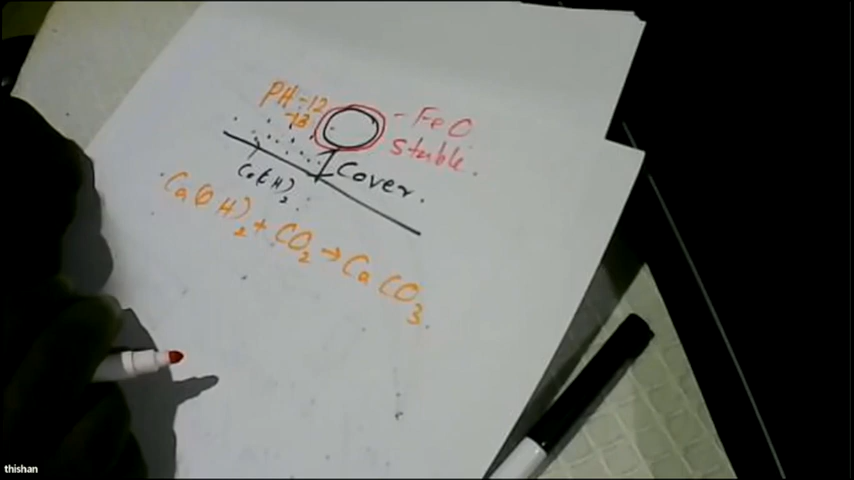 PH-12
-13
- FeO
stable.
Cover.
Ca(OH)2
Ca(OH)2 + CO2 → CaCO3.
thishan